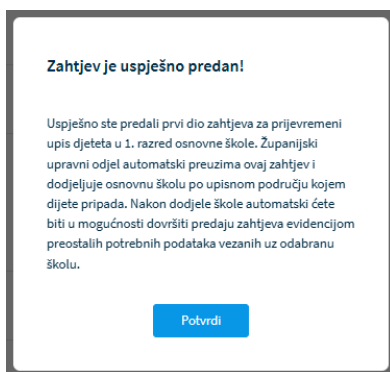 Zahtjev je uspješno predan!
Uspješno ste predali prvi dio zahtjeva za prijevremeni
upis djeteta u 1. razred osnovne škole. Županijski
upravni odjel automatski preuzima ovaj zahtjev i
dodjeljuje osnovnu školu po upisnom području kojem
dijete pripada. Nakon dodjele škole automatski ćete
biti u mogućnosti dovršiti predaju zahtjeva evidencijom
preostalih potrebnih podataka vezanih uz odabranu
školu.
Potvrdi